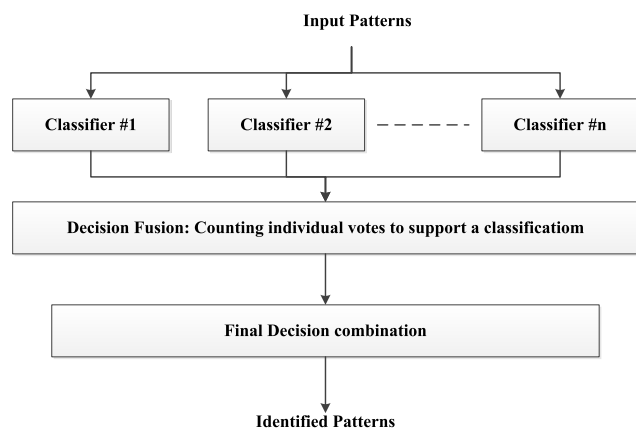 Input Patterns
Classifier #1
Classifier #2
Classifier #n
Decision Fusion: Counting individual votes to support a classificatiom
Final Decision combination
Identified Patterns